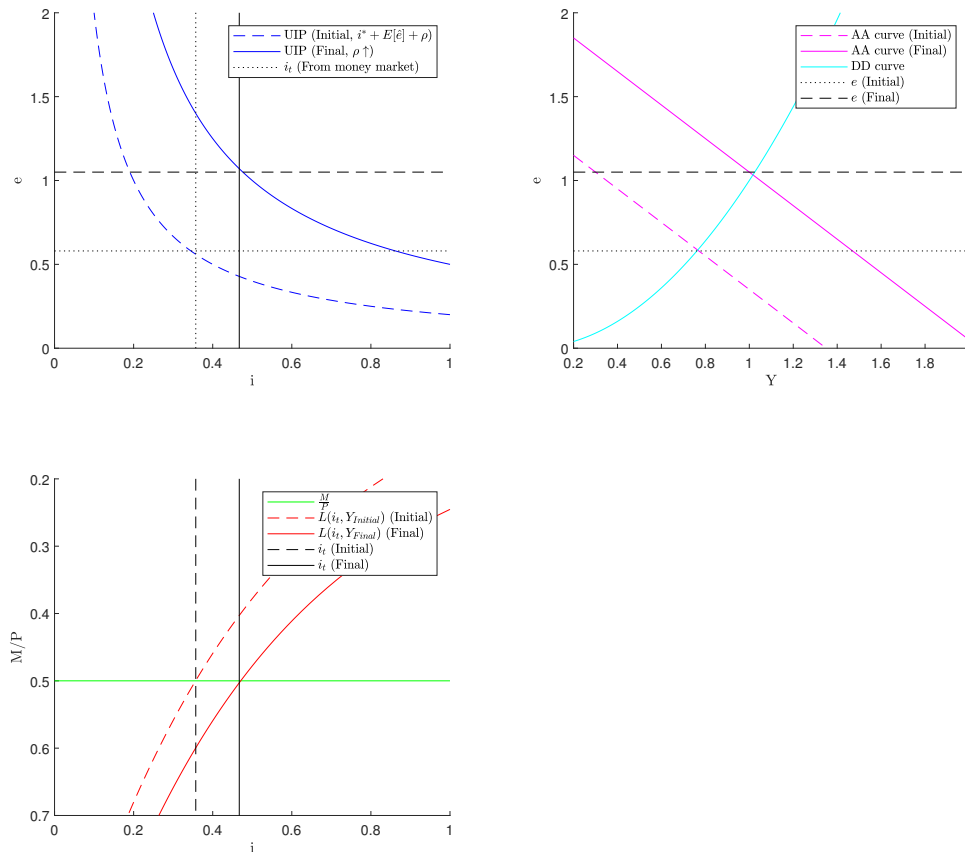 2
1.5
1
0.5
0
e
0
0.2
0.4
0.6
0.8
1
i
UIP (Initial, i* + E[ê] + ρ)
UIP (Final, ρ ↑)
i_t (From money market)
2
1.5
1
0.5
0
e
0.2
0.4
0.6
0.8
1
1.2
1.4
1.6
1.8
Y
AA curve (Initial)
AA curve (Final)
DD curve
e (Initial)
e (Final)
0.2
0.3
0.4
0.5
0.6
0.7
M/P
0
0.2
0.4
0.6
0.8
1
i
M/P
L(i_t, Y_Initial) (Initial)
L(i_t, Y_Final) (Final)
i_t (Initial)
i_t (Final)